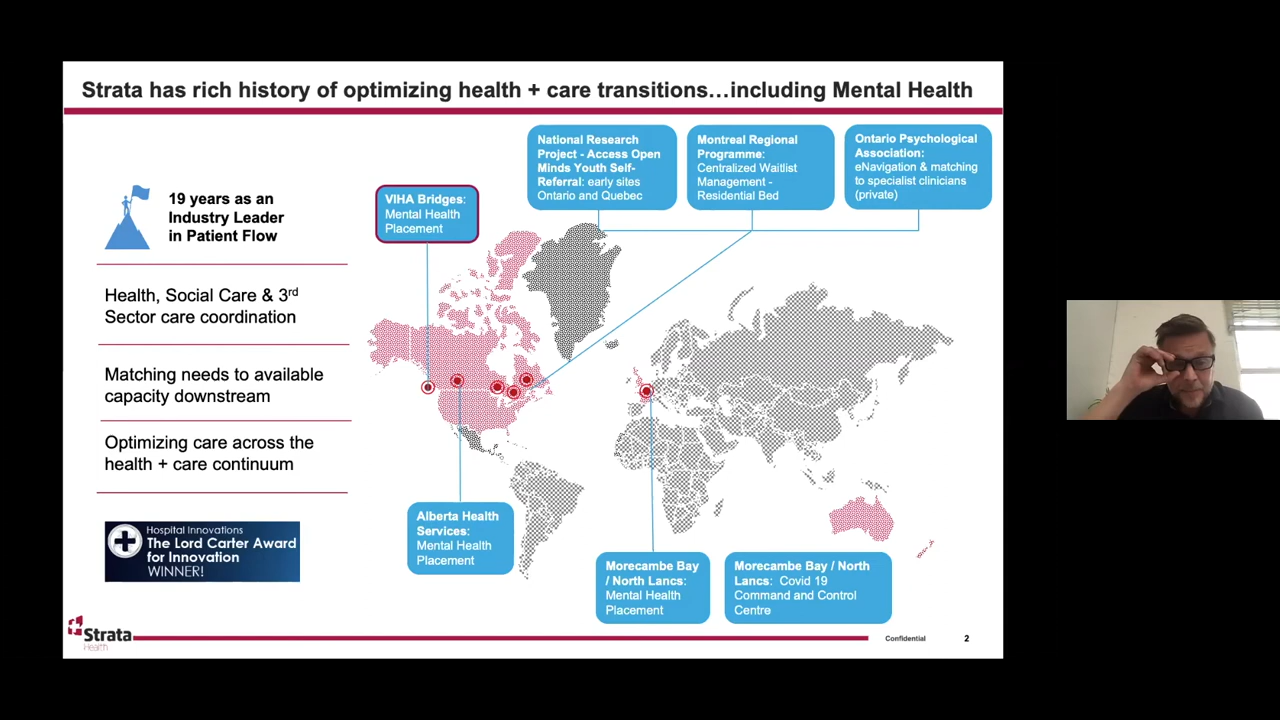 Strata has rich history of optimizing health + care transitions…including Mental Health
19 years as an
Industry Leader
in Patient Flow
Health, Social Care & 3rd
Sector care coordination
Matching needs to available
capacity downstream
Optimizing care across the
health + care continuum
Hospital Innovations
The Lord Carter Award
for Innovation
WINNER!
VIHA Bridges:
Mental Health
Placement
National Research
Project - Access Open
Minds Youth Self-
Referral: early sites
Ontario and Quebec
Montreal Regional
Programme:
Centralized Waitlist
Management -
Residential Bed
Ontario Psychological
Association:
eNavigation & matching
to specialist clinicians
(private)
Alberta Health
Services:
Mental Health
Placement
Morecambe Bay
/ North Lancs:
Mental Health
Placement
Morecambe Bay / North
Lancs: Covid 19
Command and Control
Centre
Strata
Health
Confidential
2